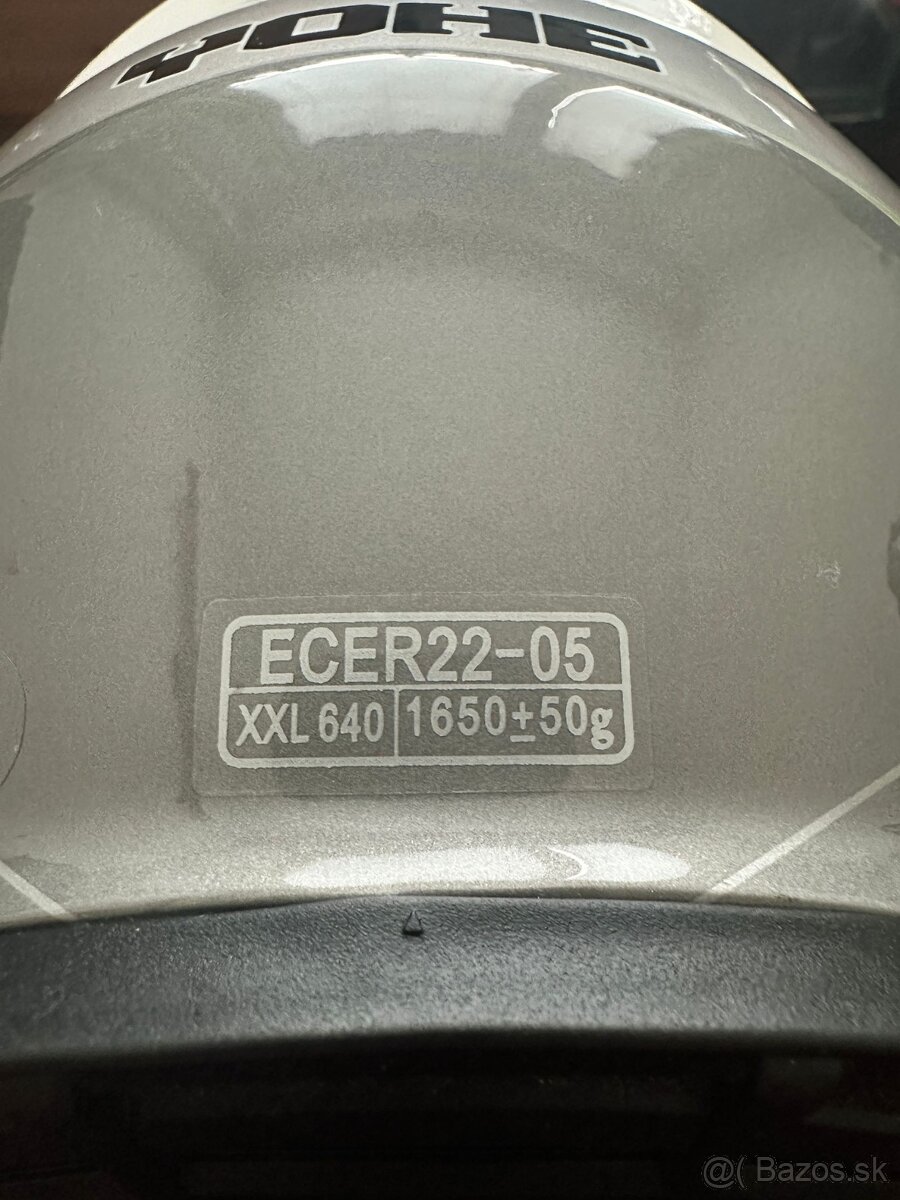 YOHE
ECER22-05
XXL 640 1650±50g
@( Bazos.sk